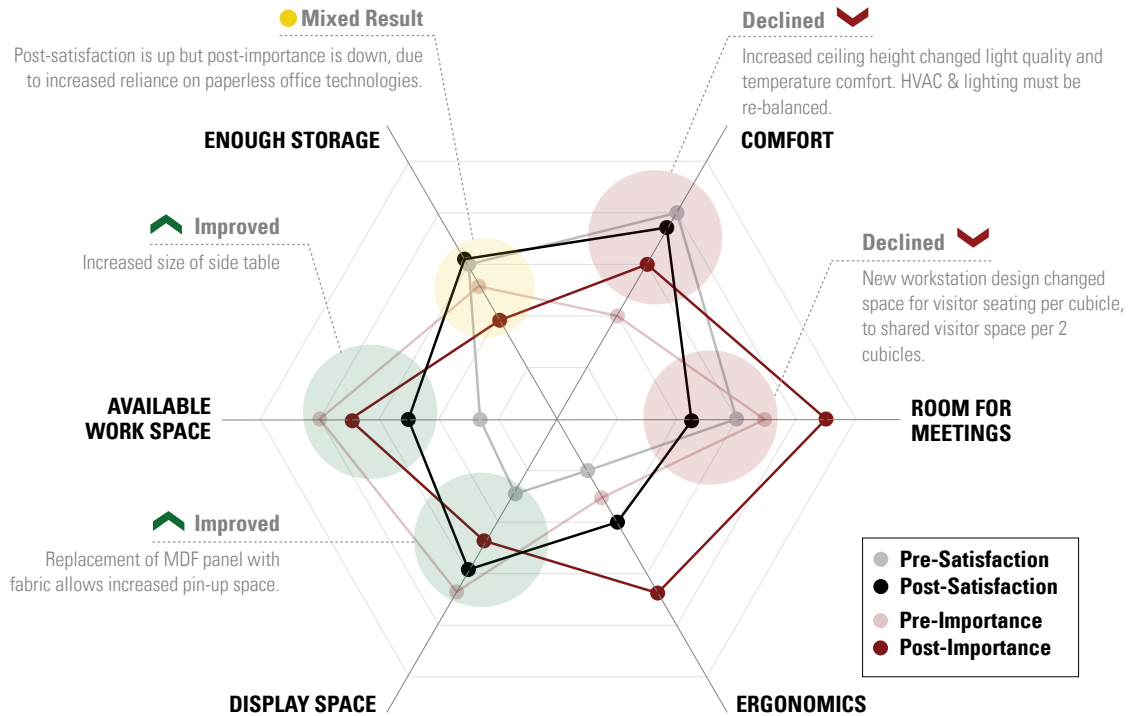 Mixed Result
Post-satisfaction is up but post-importance is down, due
to increased reliance on paperless office technologies.
Declined
Increased ceiling height changed light quality and
temperature comfort. HVAC & lighting must be
re-balanced.
ENOUGH STORAGE
COMFORT
Improved
Increased size of side table
Declined
New workstation design changed
space for visitor seating per cubicle,
to shared visitor space per 2
cubicles.
AVAILABLE
WORK SPACE
ROOM FOR
MEETINGS
Improved
Replacement of MDF panel with
fabric allows increased pin-up space.
Pre-Satisfaction
Post-Satisfaction
Pre-Importance
Post-Importance
DISPLAY SPACE
ERGONOMICS